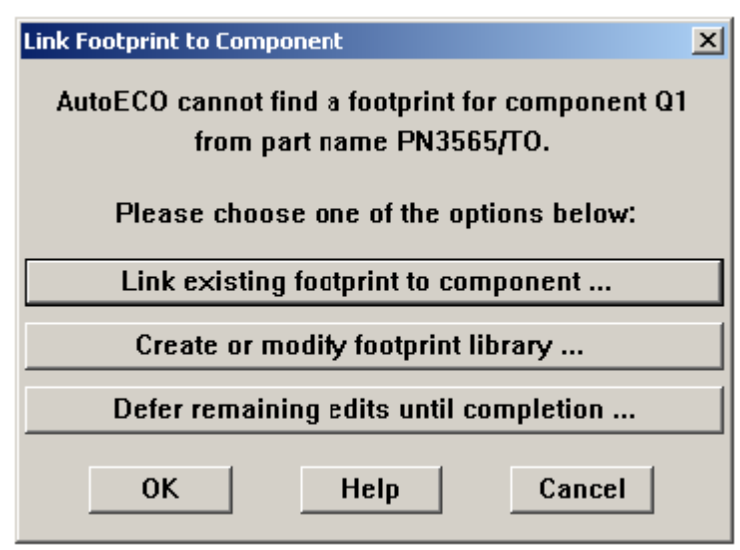 Link Footprint to Component
AutoECO cannot find a footprint for component Q1
from part name PN3565/TO.
Please choose one of the options below:
Link existing footprint to component ...
Create or modify footprint library ...
Defer remaining edits until completion ...
OK Help Cancel